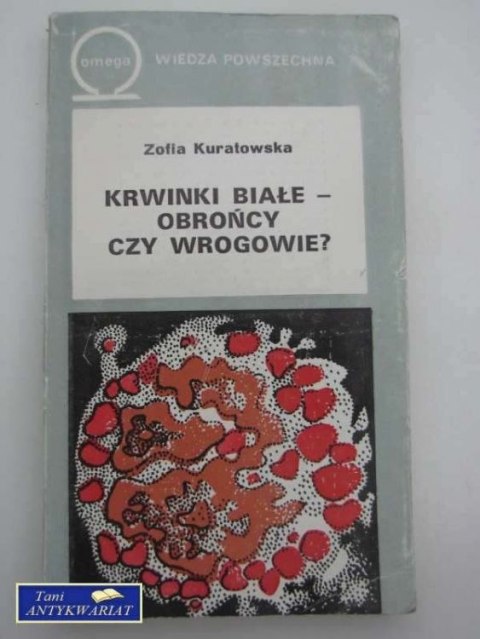 omega
WIEDZA POWSZECHNA
Zofia Kuratowska
KRWINKI BIAŁE –
OBROŃCY
CZY WROGOWIE?
Tani
ANTYKWARIAT